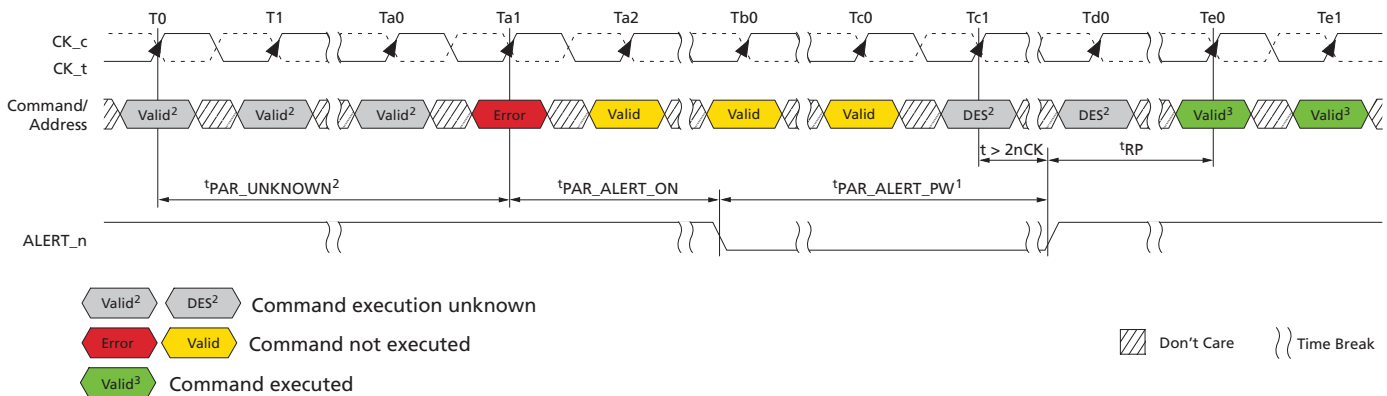 T0 T1 Ta0 Ta1 Ta2 Tb0 Tc0 Tc1 Td0 Te0 Te1
CK_c
CK_t
Command/
Address
Valid² Valid² Valid² Error Valid Valid Valid DES² DES² Valid³ Valid³
t > 2nCK tRP
tPAR_UNKNOWN² tPAR_ALERT_ON tPAR_ALERT_PW¹
ALERT_n
Valid² DES² Command execution unknown
Error Valid Command not executed
Don't Care Time Break
Valid³ Command executed